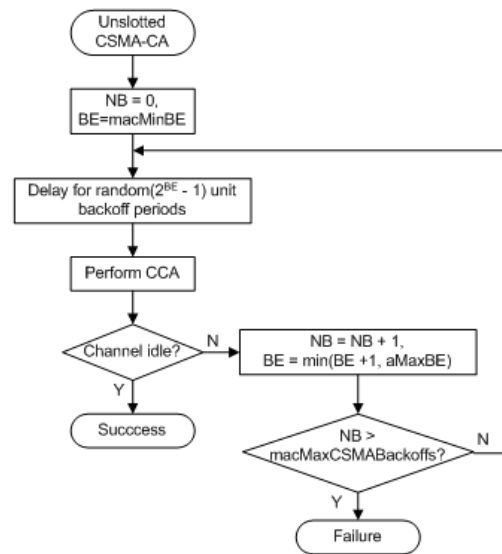 Unslotted
CSMA-CA
NB = 0,
BE=macMinBE
Delay for random(2^BE - 1) unit
backoff periods
Perform CCA
Channel idle?
N
Y
Succcess
NB = NB + 1,
BE = min(BE +1, aMaxBE)
NB >
macMaxCSMABackoffs?
N
Y
Failure